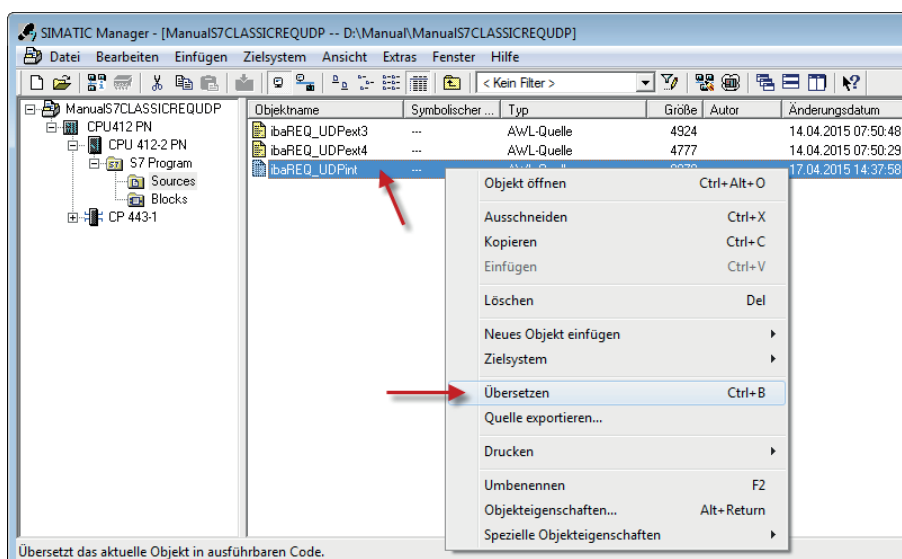 SIMATIC Manager - [ManualS7CLASSICREQUDP -- D:\Manual\ManualS7CLASSICREQUDP]
Datei Bearbeiten Einfügen Zielsystem Ansicht Extras Fenster Hilfe
< Kein Filter >
ManualS7CLASSICREQUDP
CPU412 PN
CPU 412-2 PN
S7 Program
Sources
Blocks
CP 443-1
Objektname Symbolischer ... Typ Größe Autor Änderungsdatum
ibaREQ_UDPext3 --- AWL-Quelle 4924 14.04.2015 07:50:48
ibaREQ_UDPext4 --- AWL-Quelle 4777 14.04.2015 07:50:29
ibaREQ_UDPint --- 17.04.2015 14:37:58
Objekt öffnen Ctrl+Alt+O
Ausschneiden Ctrl+X
Kopieren Ctrl+C
Einfügen Ctrl+V
Löschen Del
Neues Objekt einfügen
Zielsystem
Übersetzen Ctrl+B
Quelle exportieren...
Drucken
Umbenennen F2
Objekteigenschaften... Alt+Return
Spezielle Objekteigenschaften
Übersetzt das aktuelle Objekt in ausführbaren Code.